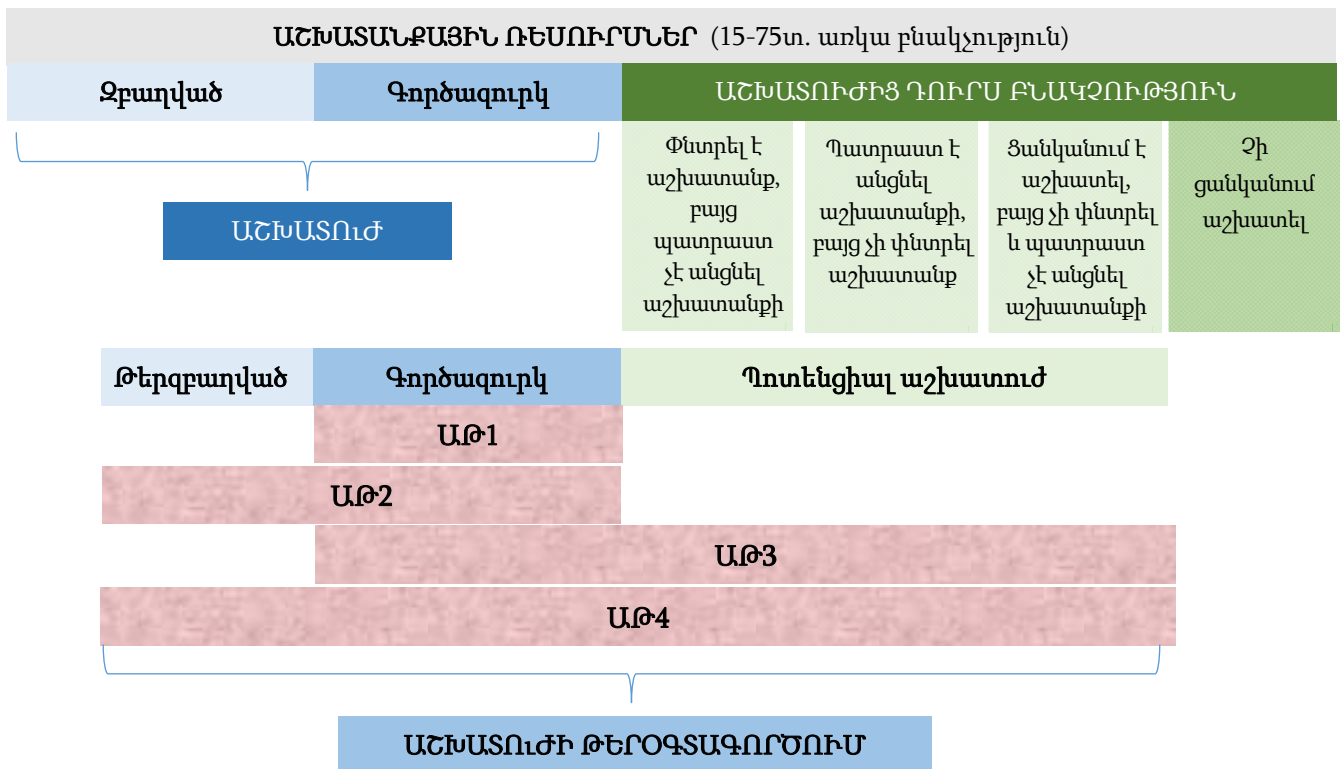 ԱՇԽԱՏԱՆՔԱՅԻՆ ՌԵՍՈՒՐՍՆԵՐ (15-75տ. առկա բնակչություն)
Զբաղված
Գործազուրկ
ԱՇԽԱՏՈՒԺԻՑ ԴՈՒՐՍ ԲՆԱԿՉՈՒԹՅՈՒՆ
Փնտրել է
աշխատանք,
բայց
պատրաստ
չէ անցնել
աշխատանքի
Պատրաստ է
անցնել
աշխատանքի,
բայց չի փնտրել
աշխատանք
Ցանկանում է
աշխատել,
բայց չի փնտրել
և պատրաստ
չէ անցնել
աշխատանքի
Չի
ցանկանում
աշխատել
ԱՇԽԱՏՈւԺ
Թերզբաղված
Գործազուրկ
Պոտենցիալ աշխատուժ
ԱԹ1
ԱԹ2
ԱԹ3
ԱԹ4
ԱՇԽԱՏՈւԺԻ ԹԵՐՕԳՏԱԳՈՐԾՈՒՄ